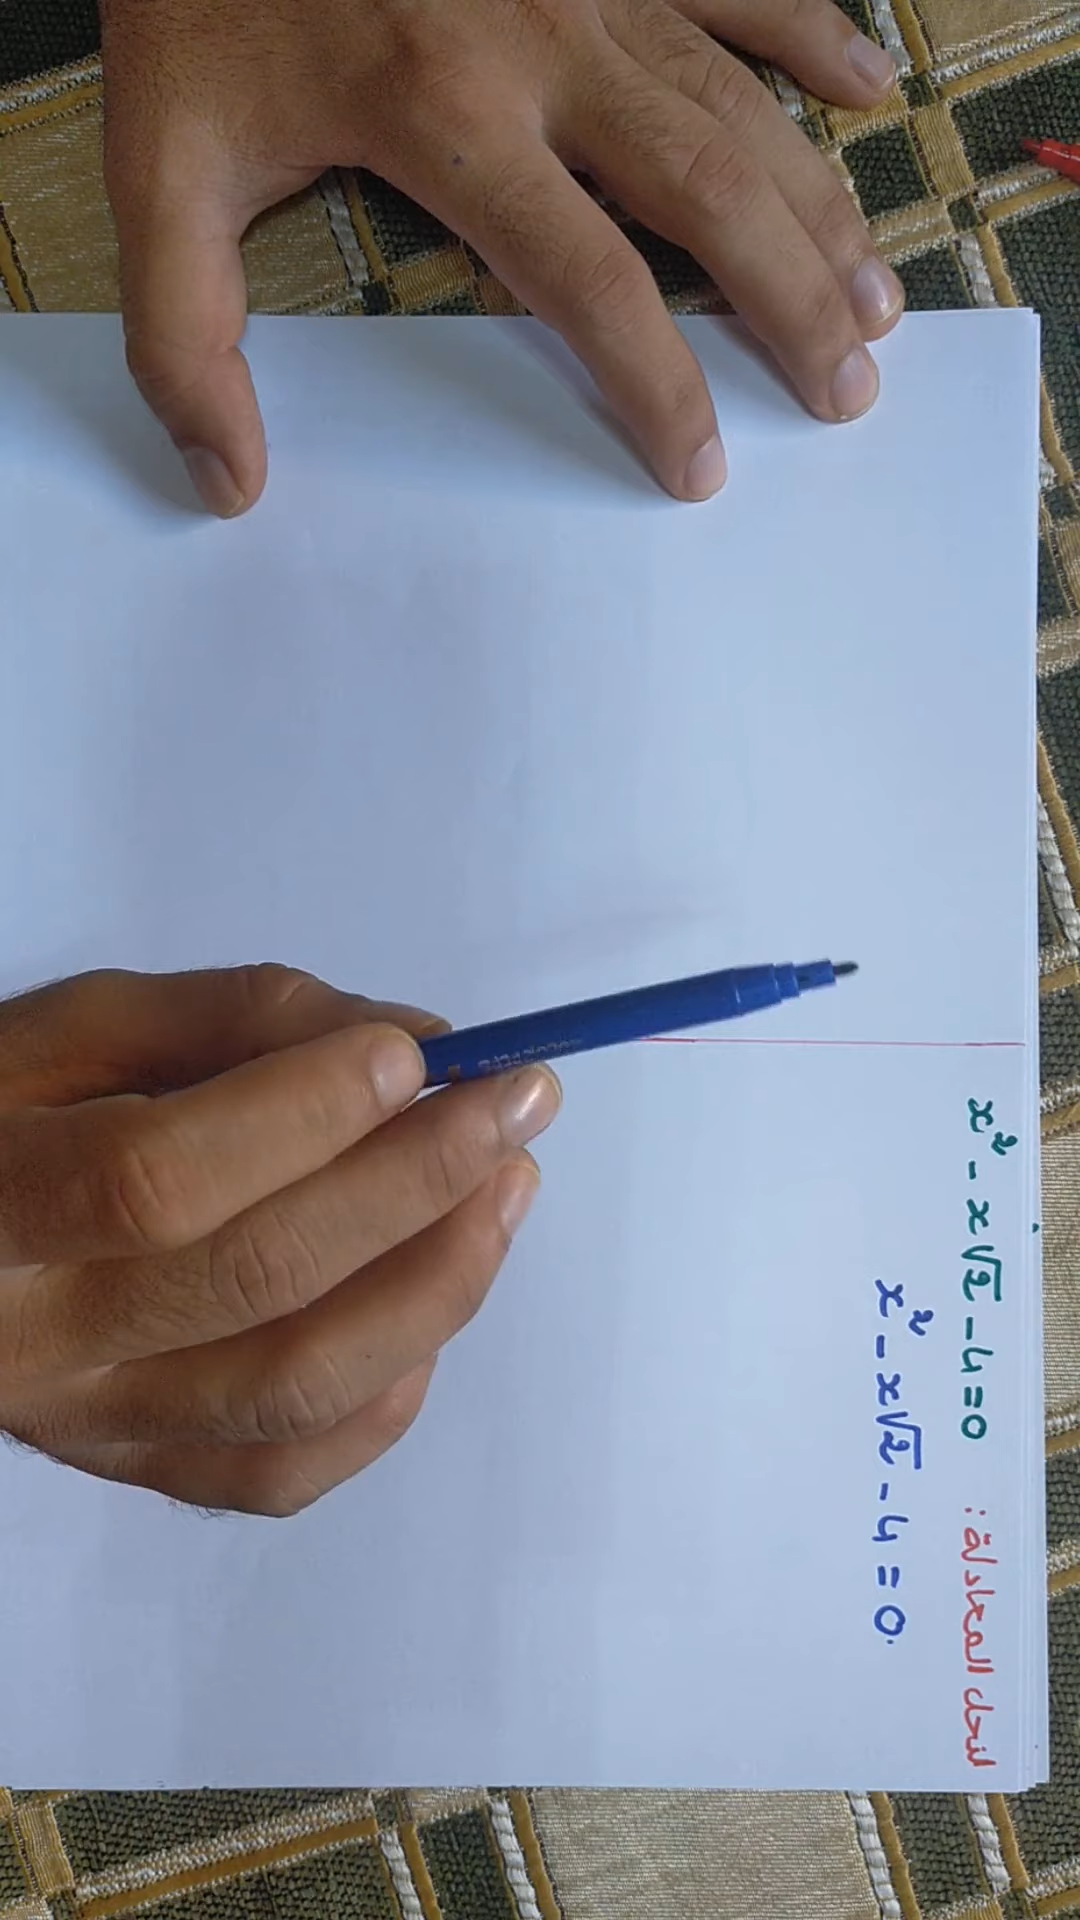 لنحل المعادلة : x² - x√2 - 4 = 0
x² - x√2 - 4 = 0.